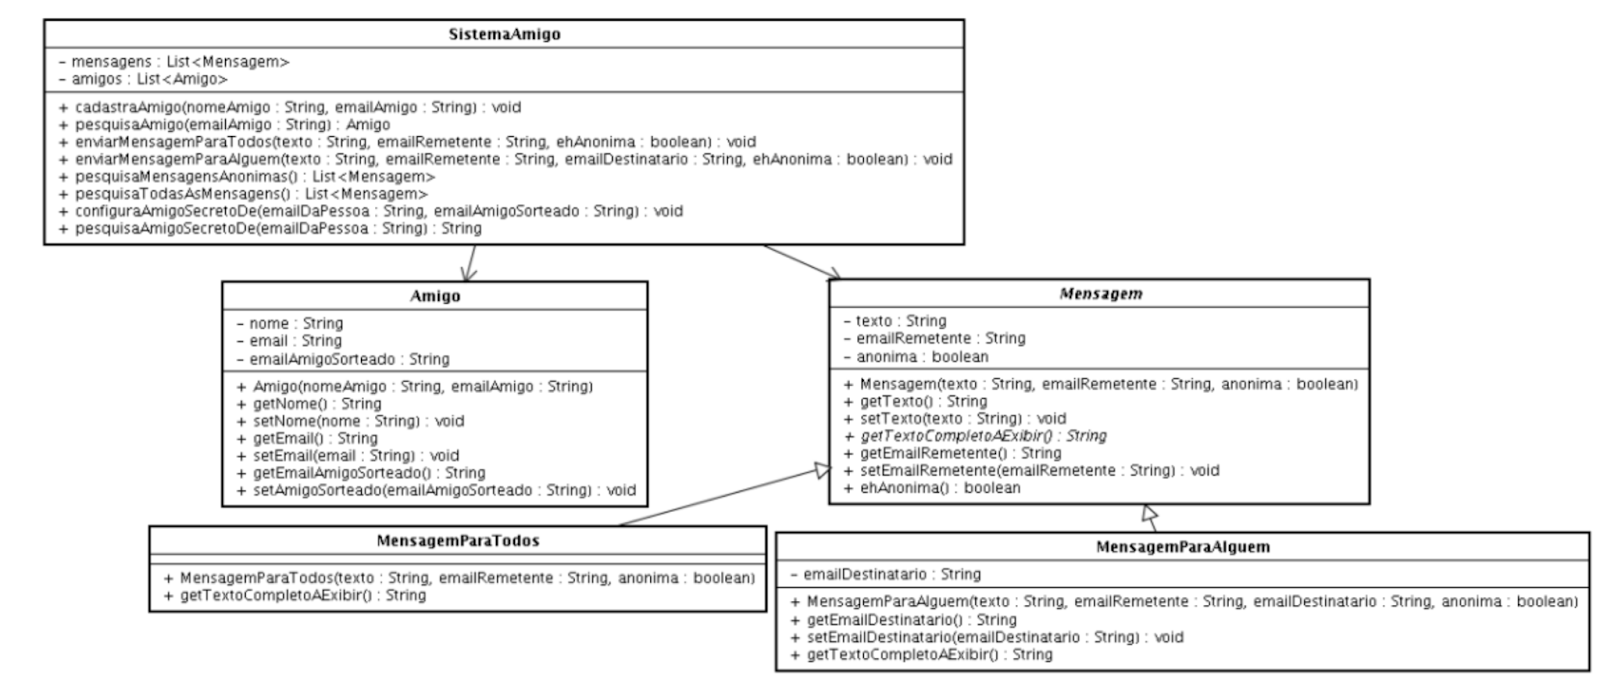 SistemaAmigo
- mensagens : List<Mensagem>
- amigos : List<Amigo>
+ cadastraAmigo(nomeAmigo : String, emailAmigo : String) : void
+ pesquisaAmigo(emailAmigo : String) : Amigo
+ enviarMensagemParaTodos(texto : String, emailRemetente : String, ehAnonima : boolean) : void
+ enviarMensagemParaAlguem(texto : String, emailRemetente : String, emailDestinatario : String, ehAnonima : boolean) : void
+ pesquisaMensagensAnonimas() : List<Mensagem>
+ pesquisaTodasAsMensagens() : List<Mensagem>
+ configuraAmigoSecretoDe(emailDaPessoa : String, emailAmigoSorteado : String) : void
+ pesquisaAmigoSecretoDe(emailDaPessoa : String) : String
Amigo
- nome : String
- email : String
- emailAmigoSorteado : String
+ Amigo(nomeAmigo : String, emailAmigo : String)
+ getNome() : String
+ setNome(nome : String) : void
+ getEmail() : String
+ setEmail(email : String) : void
+ getEmailAmigoSorteado() : String
+ setAmigoSorteado(emailAmigoSorteado : String) : void
Mensagem
- texto : String
- emailRemetente : String
- anonima : boolean
+ Mensagem(texto : String, emailRemetente : String, anonima : boolean)
+ getTexto() : String
+ setTexto(texto : String) : void
+ getTextoCompletoAExibir() : String
+ getEmailRemetente() : String
+ setEmailRemetente(emailRemetente : String) : void
+ ehAnonima() : boolean
MensagemParaTodos
+ MensagemParaTodos(texto : String, emailRemetente : String, anonima : boolean)
+ getTextoCompletoAExibir() : String
MensagemParaAlguem
- emailDestinatario : String
+ MensagemParaAlguem(texto : String, emailRemetente : String, emailDestinatario : String, anonima : boolean)
+ getEmailDestinatario() : String
+ setEmailDestinatario(emailDestinatario : String) : void
+ getTextoCompletoAExibir() : String